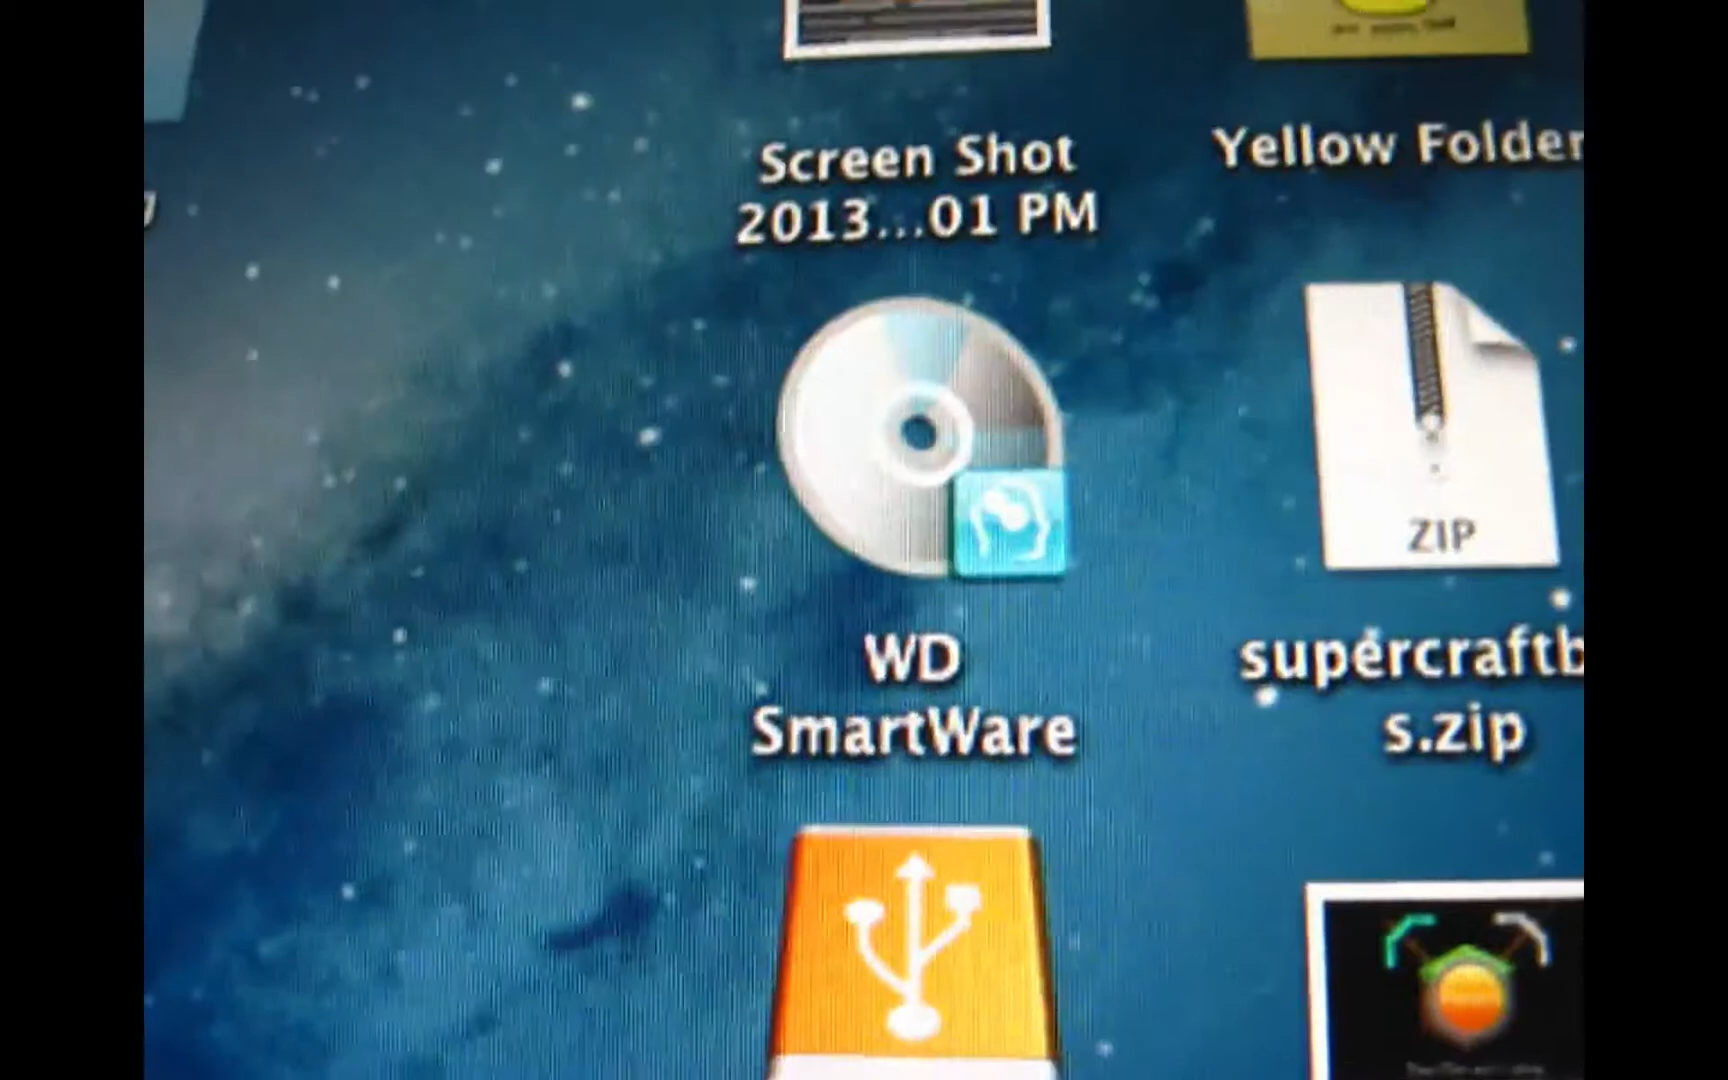 Screen Shot
2013...01 PM
Yellow Folder
ZIP
WD
SmartWare
supercraftb
s.zip